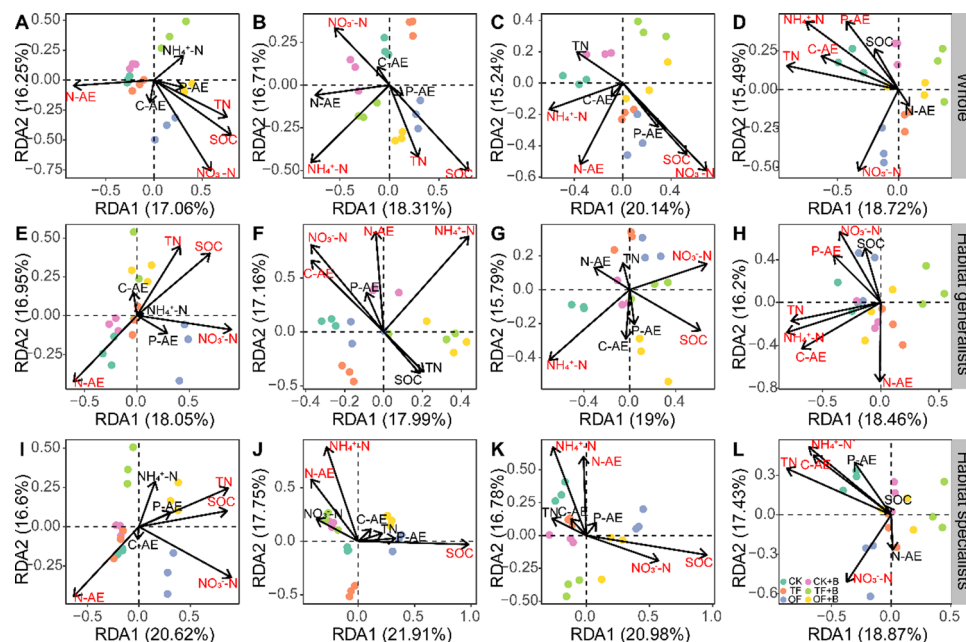 A
NH₄⁺-N
P-AE
N-AE
C-AE
TN
SOC
NO₃⁻-N
0.25
0.00
−0.25
−0.50
−0.75
−0.5
0.0
0.5
RDA1 (17.06%)
RDA2 (16.25%)
B
NO₃⁻-N
C-AE
N-AE
P-AE
NH₄⁺-N
TN
SOC
0.25
0.00
−0.25
−0.50
−0.5
0.0
0.5
RDA1 (18.31%)
RDA2 (16.71%)
C
TN
C-AE
NH₄⁺-N
P-AE
N-AE
SOC
NO₃⁻-N
0.4
0.0
−0.4
−0.4
0.0
0.4
RDA1 (20.14%)
RDA2 (15.24%)
D
NH₄⁺-N
P-AE
SOC
C-AE
TN
N-AE
NO₃⁻-N
0.5
0.0
−0.5
−0.5
0.0
RDA1 (18.72%)
RDA2 (15.49%)
Whole
E
TN
SOC
C-AE
NH₄⁺-N
P-AE
NO₃⁻-N
N-AE
0.50
0.25
0.00
−0.25
−0.5
0.0
0.5
RDA1 (18.05%)
RDA2 (16.95%)
F
N-AE
NO₃⁻-N
NH₄⁺-N
C-AE
P-AE
TN
SOC
0.5
0.0
−0.5
−0.4
−0.2
0.0
0.2
0.4
RDA1 (17.99%)
RDA2 (17.16%)
G
N-AE
TN
NO₃⁻-N
P-AE
C-AE
SOC
NH₄⁺-N
0.2
0.0
−0.2
−0.4
−0.5
0.0
0.5
RDA1 (19%)
RDA2 (15.79%)
H
NO₃⁻-N
P-AE
SOC
TN
NH₄⁺-N
C-AE
N-AE
0.4
0.0
−0.4
−0.8
−0.5
0.0
0.5
RDA1 (18.46%)
RDA2 (16.2%)
Habitat generalists
I
NH₄⁺-N
TN
P-AE
SOC
C-AE
NO₃⁻-N
N-AE
0.50
0.25
0.00
−0.25
−0.50
−0.5
0.0
0.5
RDA1 (20.62%)
RDA2 (16.6%)
J
NH₄⁺-N
N-AE
NO₃⁻-N
C-AE
TN
P-AE
SOC
0.5
0.0
−0.5
−0.5
0.0
0.5
1.0
RDA1 (21.91%)
RDA2 (17.75%)
K
NH₄⁺-N
N-AE
TN
C-AE
P-AE
NO₃⁻-N
SOC
0.50
0.25
0.00
−0.25
−0.50
0.0
0.5
1.0
RDA1 (20.98%)
RDA2 (16.78%)
L
NH₄⁺-N
TN
C-AE
P-AE
SOC
N-AE
NO₃⁻-N
0.3
0.0
−0.3
−0.6
−0.5
0.0
0.5
RDA1 (18.87%)
RDA2 (17.43%)
CK
CK+B
TF
TF+B
OF
OF+B
Habitat specialists